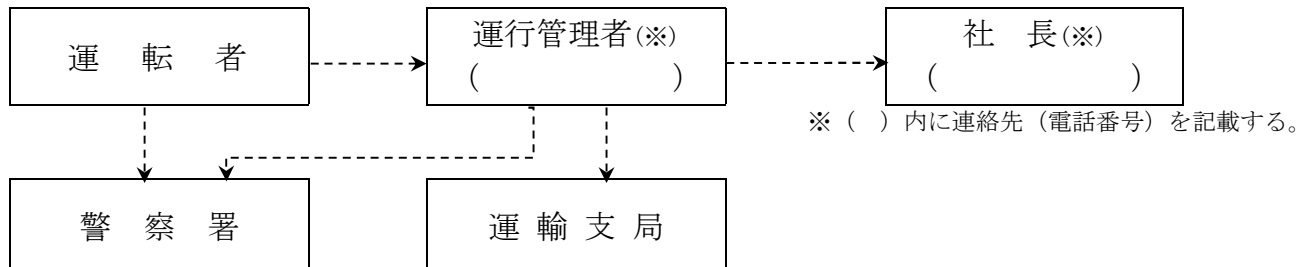 運転者
運行管理者(※)
(　　　　　　)
社長(※)
(　　　　　　)
※（　）内に連絡先（電話番号）を記載する。
警察署
運輸支局